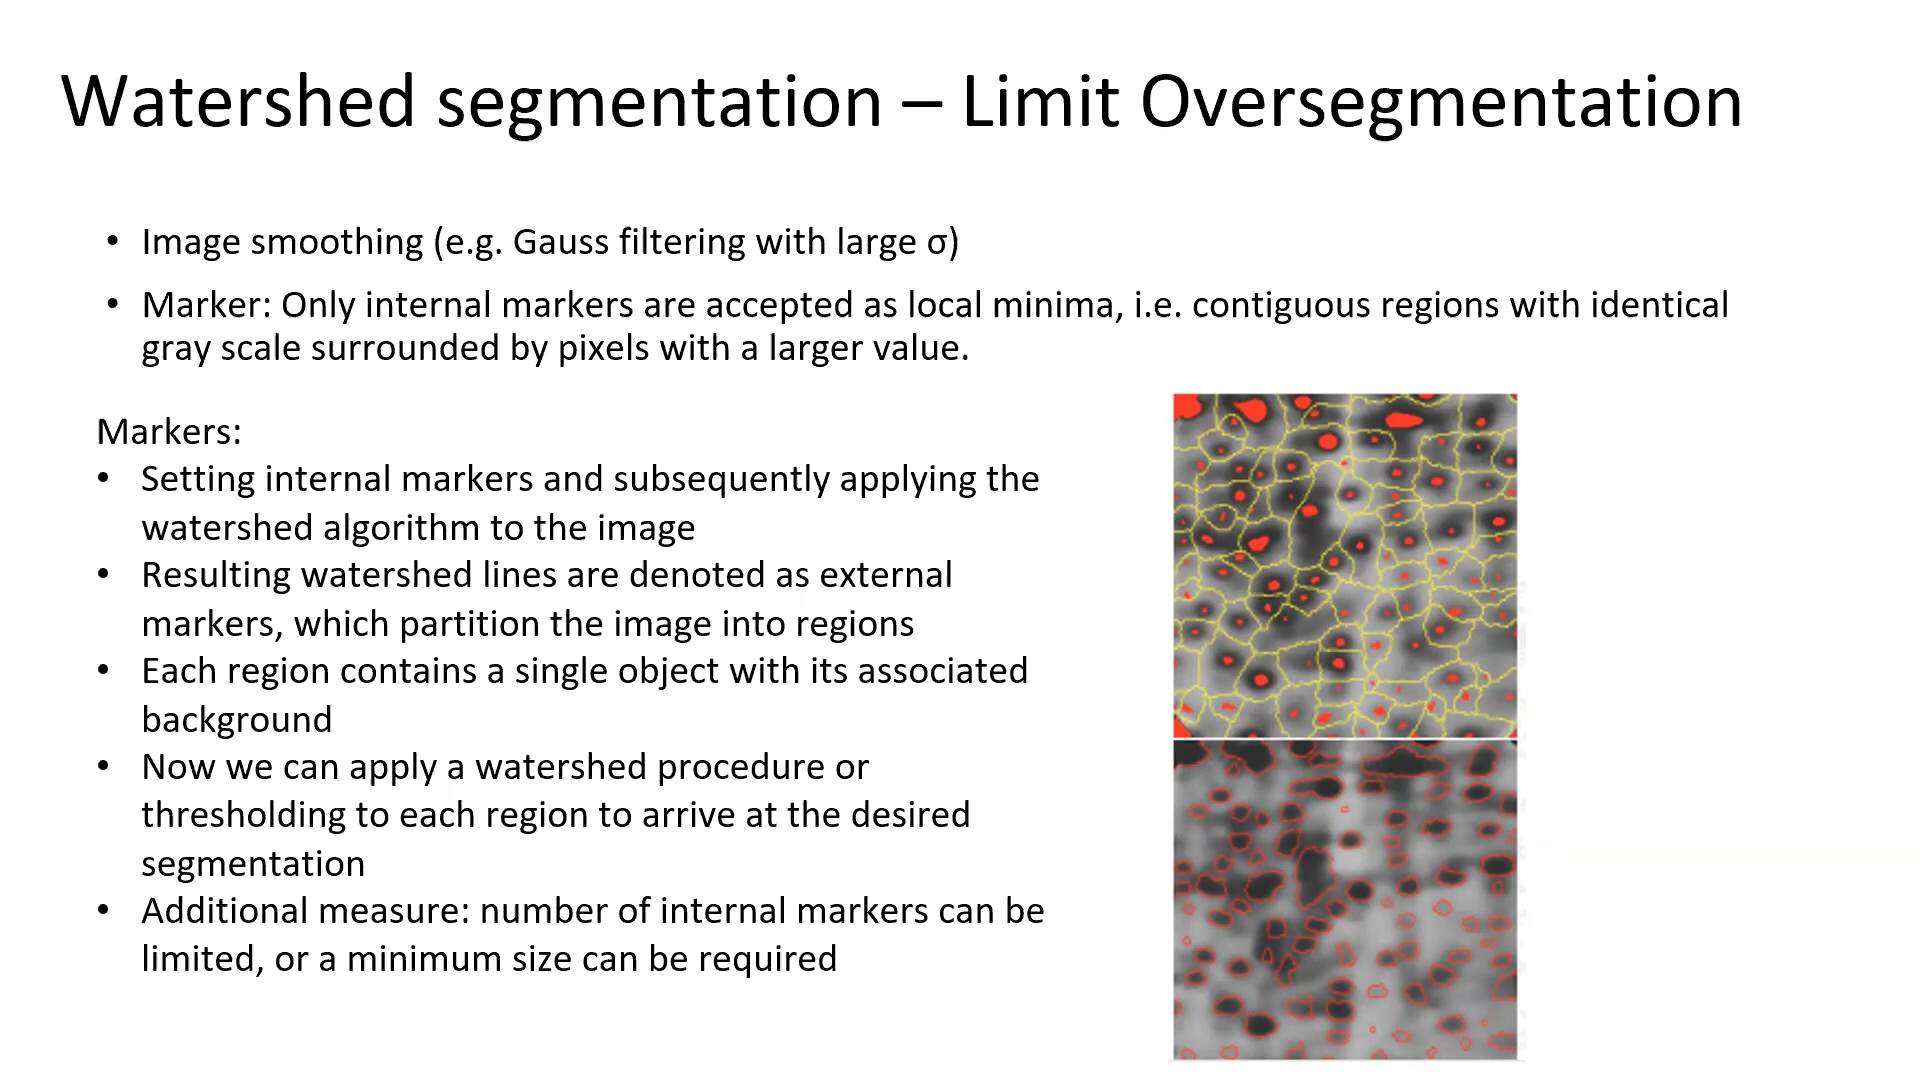 Watershed segmentation – Limit Oversegmentation
• Image smoothing (e.g. Gauss filtering with large σ)
• Marker: Only internal markers are accepted as local minima, i.e. contiguous regions with identical
gray scale surrounded by pixels with a larger value.
Markers:
• Setting internal markers and subsequently applying the
watershed algorithm to the image
• Resulting watershed lines are denoted as external
markers, which partition the image into regions
• Each region contains a single object with its associated
background
• Now we can apply a watershed procedure or
thresholding to each region to arrive at the desired
segmentation
• Additional measure: number of internal markers can be
limited, or a minimum size can be required